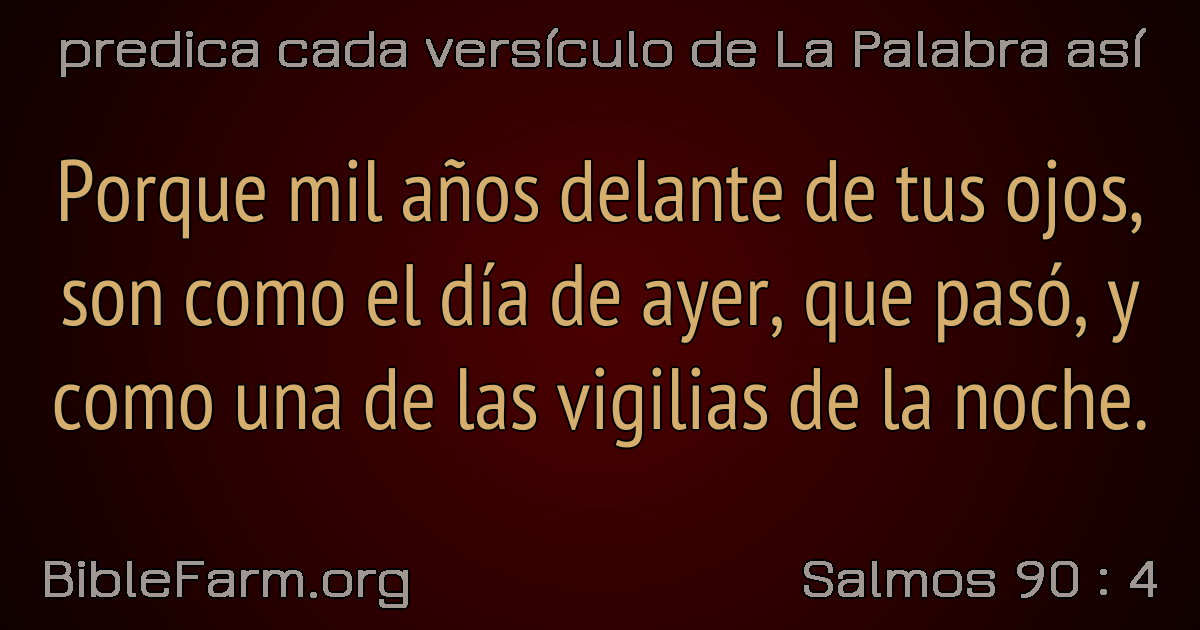 predica cada versículo de La Palabra así
Porque mil años delante de tus ojos,
son como el día de ayer, que pasó, y
como una de las vigilias de la noche.
BibleFarm.org
Salmos 90 : 4